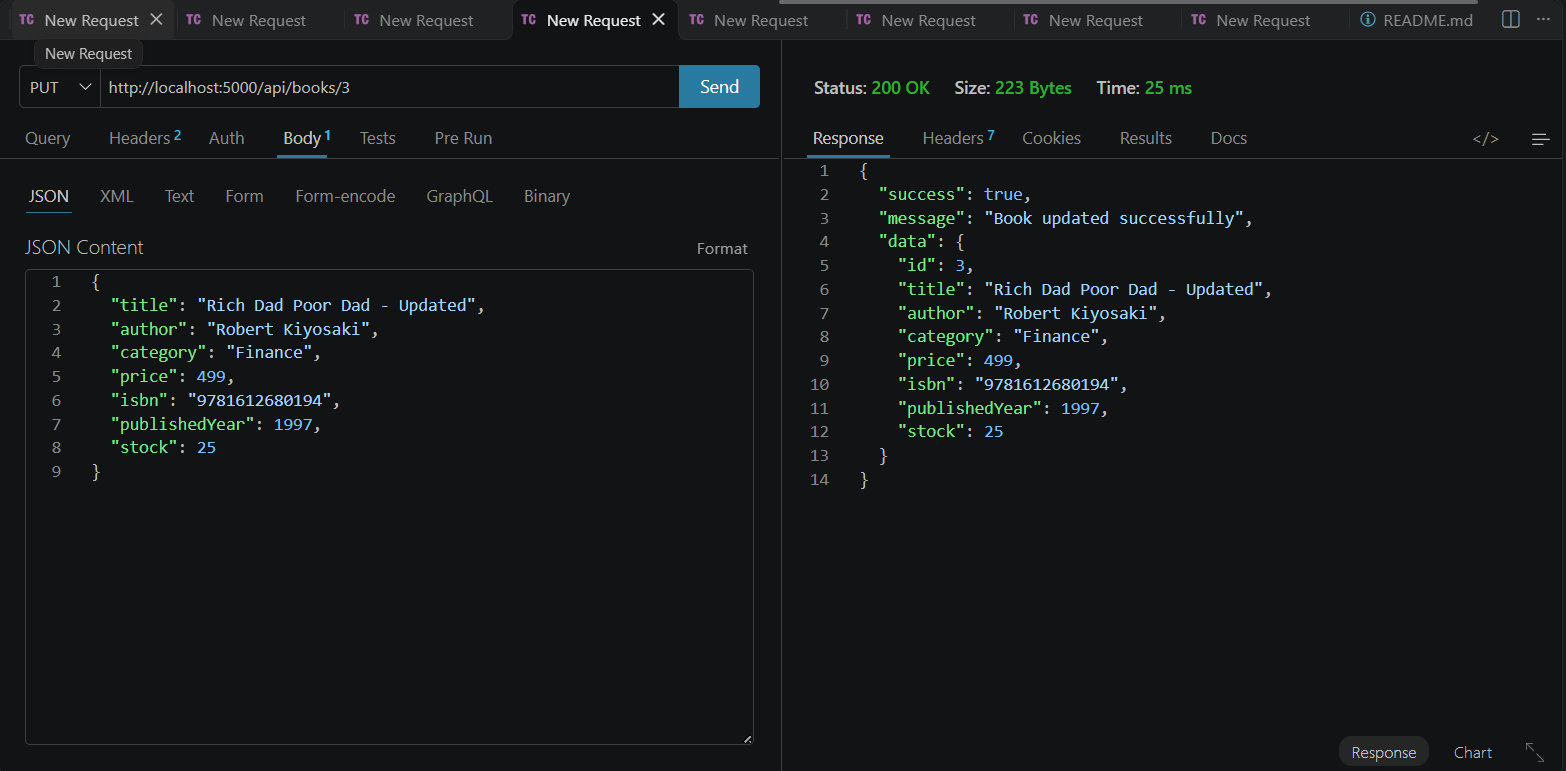 TC New Request TC New Request TC New Request TC New Request TC New Request TC New Request TC New Request TC New Request README.md
New Request
PUT http://localhost:5000/api/books/3 Send
Query Headers 2 Auth Body 1 Tests Pre Run
JSON XML Text Form Form-encode GraphQL Binary
JSON Content Format
1 {
2 "title": "Rich Dad Poor Dad - Updated",
3 "author": "Robert Kiyosaki",
4 "category": "Finance",
5 "price": 499,
6 "isbn": "9781612680194",
7 "publishedYear": 1997,
8 "stock": 25
9 }
Status: 200 OK Size: 223 Bytes Time: 25 ms
Response Headers 7 Cookies Results Docs </>
1 {
2 "success": true,
3 "message": "Book updated successfully",
4 "data": {
5 "id": 3,
6 "title": "Rich Dad Poor Dad - Updated",
7 "author": "Robert Kiyosaki",
8 "category": "Finance",
9 "price": 499,
10 "isbn": "9781612680194",
11 "publishedYear": 1997,
12 "stock": 25
13 }
14 }
Response Chart